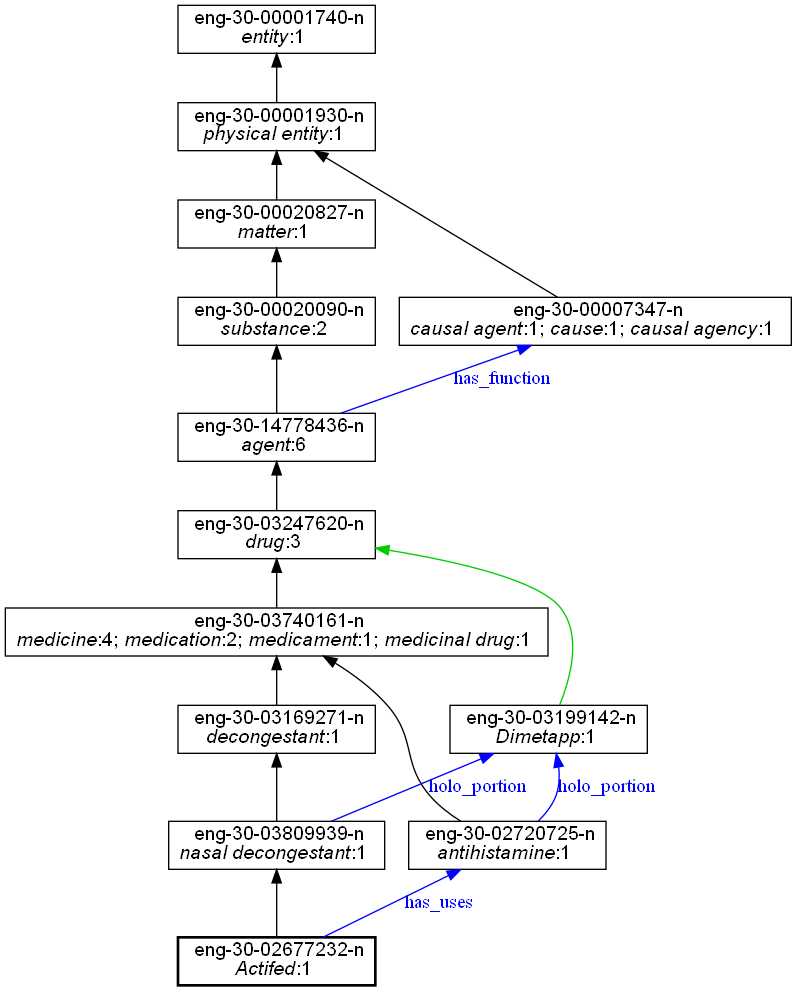 eng-30-00001740-n
entity:1
eng-30-00001930-n
physical entity:1
eng-30-00020827-n
matter:1
eng-30-00020090-n
substance:2
eng-30-00007347-n
causal agent:1; cause:1; causal agency:1
has_function
eng-30-14778436-n
agent:6
eng-30-03247620-n
drug:3
eng-30-03740161-n
medicine:4; medication:2; medicament:1; medicinal drug:1
eng-30-03169271-n
decongestant:1
eng-30-03199142-n
Dimetapp:1
holo_portion
holo_portion
eng-30-03809939-n
nasal decongestant:1
eng-30-02720725-n
antihistamine:1
has_uses
eng-30-02677232-n
Actifed:1